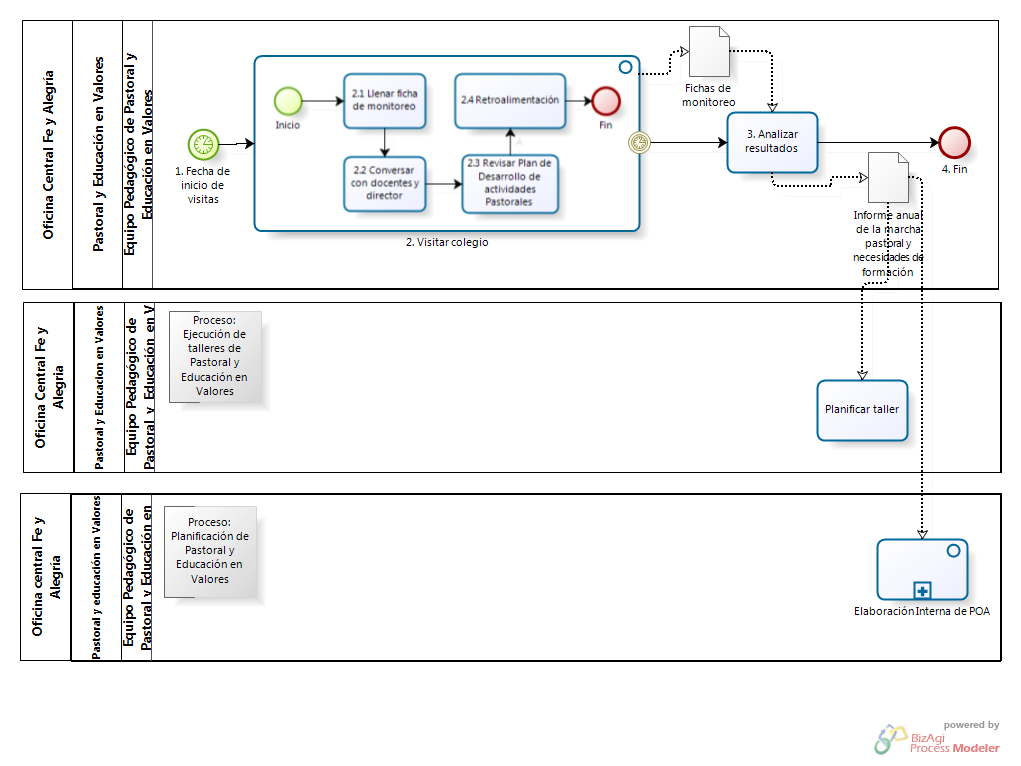 Oficina Central Fe y Alegría
Pastoral y Educación en Valores
Equipo Pedagógico de Pastoral y
Educación en Valores
1. Fecha de
inicio de
visitas
Inicio
2.1 Llenar ficha
de monitoreo
2.2 Conversar
con docentes y
director
2.3 Revisar Plan de
Desarrollo de
actividades
Pastorales
2.4 Retroalimentación
Fin
2. Visitar colegio
Fichas de
monitoreo
3. Analizar
resultados
4. Fin
Informe anual
de la marcha
pastoral y
necesidades de
formación
Oficina Central Fe y
Alegría
Pastoral y Educacion en Valores
Equipo Pedagógico de
Pastoral y Educación en V
Proceso:
Ejecución de
talleres de
Pastoral y
Educación en
Valores
Planificar taller
Oficina central Fe y
Alegría
Pastoral y educación en Valores
Equipo Pedagógico de
Pastoral y Educación en
Proceso:
Planificación de
Pastoral y
Educación en
Valores
Elaboración Interna de POA
powered by
BizAgi
Process Modeler